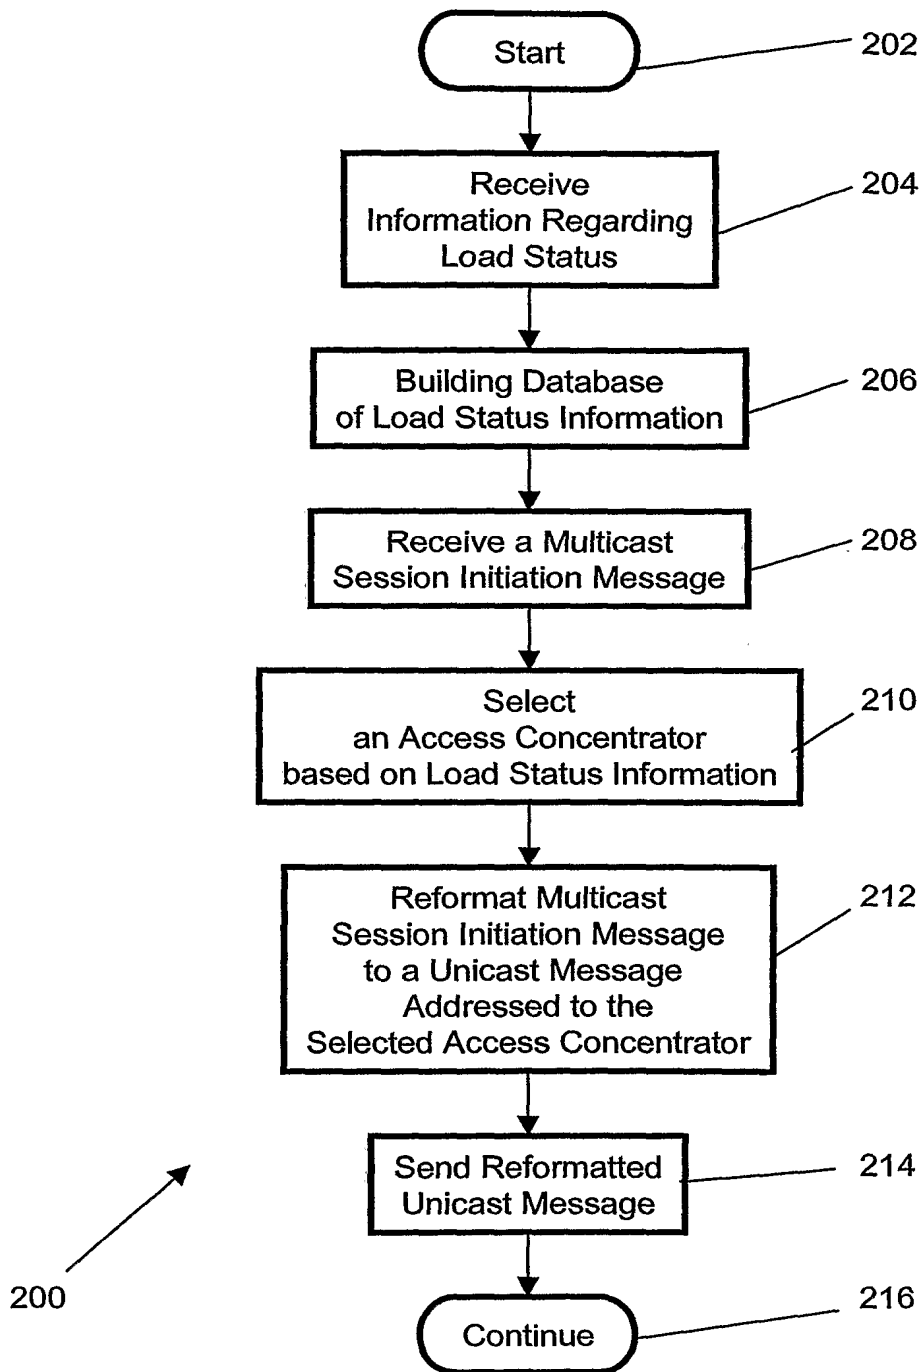 Start
202
Receive
Information Regarding
Load Status
204
Building Database
of Load Status Information
206
Receive a Multicast
Session Initiation Message
208
Select
an Access Concentrator
based on Load Status Information
210
Reformat Multicast
Session Initiation Message
to a Unicast Message
Addressed to the
Selected Access Concentrator
212
Send Reformatted
Unicast Message
214
200
Continue
216